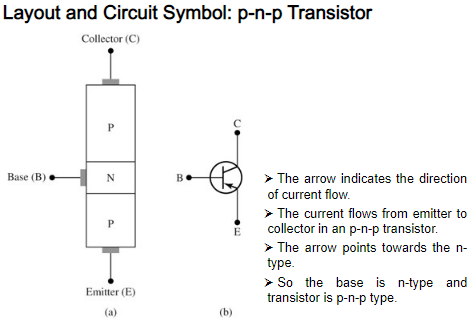 Layout and Circuit Symbol: p-n-p Transistor
Collector (C)
P
Base (B)
N
P
Emitter (E)
(a)
C
B
E
(b)
➢ The arrow indicates the direction
of current flow.
➢ The current flows from emitter to
collector in an p-n-p transistor.
➢ The arrow points towards the n-
type.
➢ So the base is n-type and
transistor is p-n-p type.